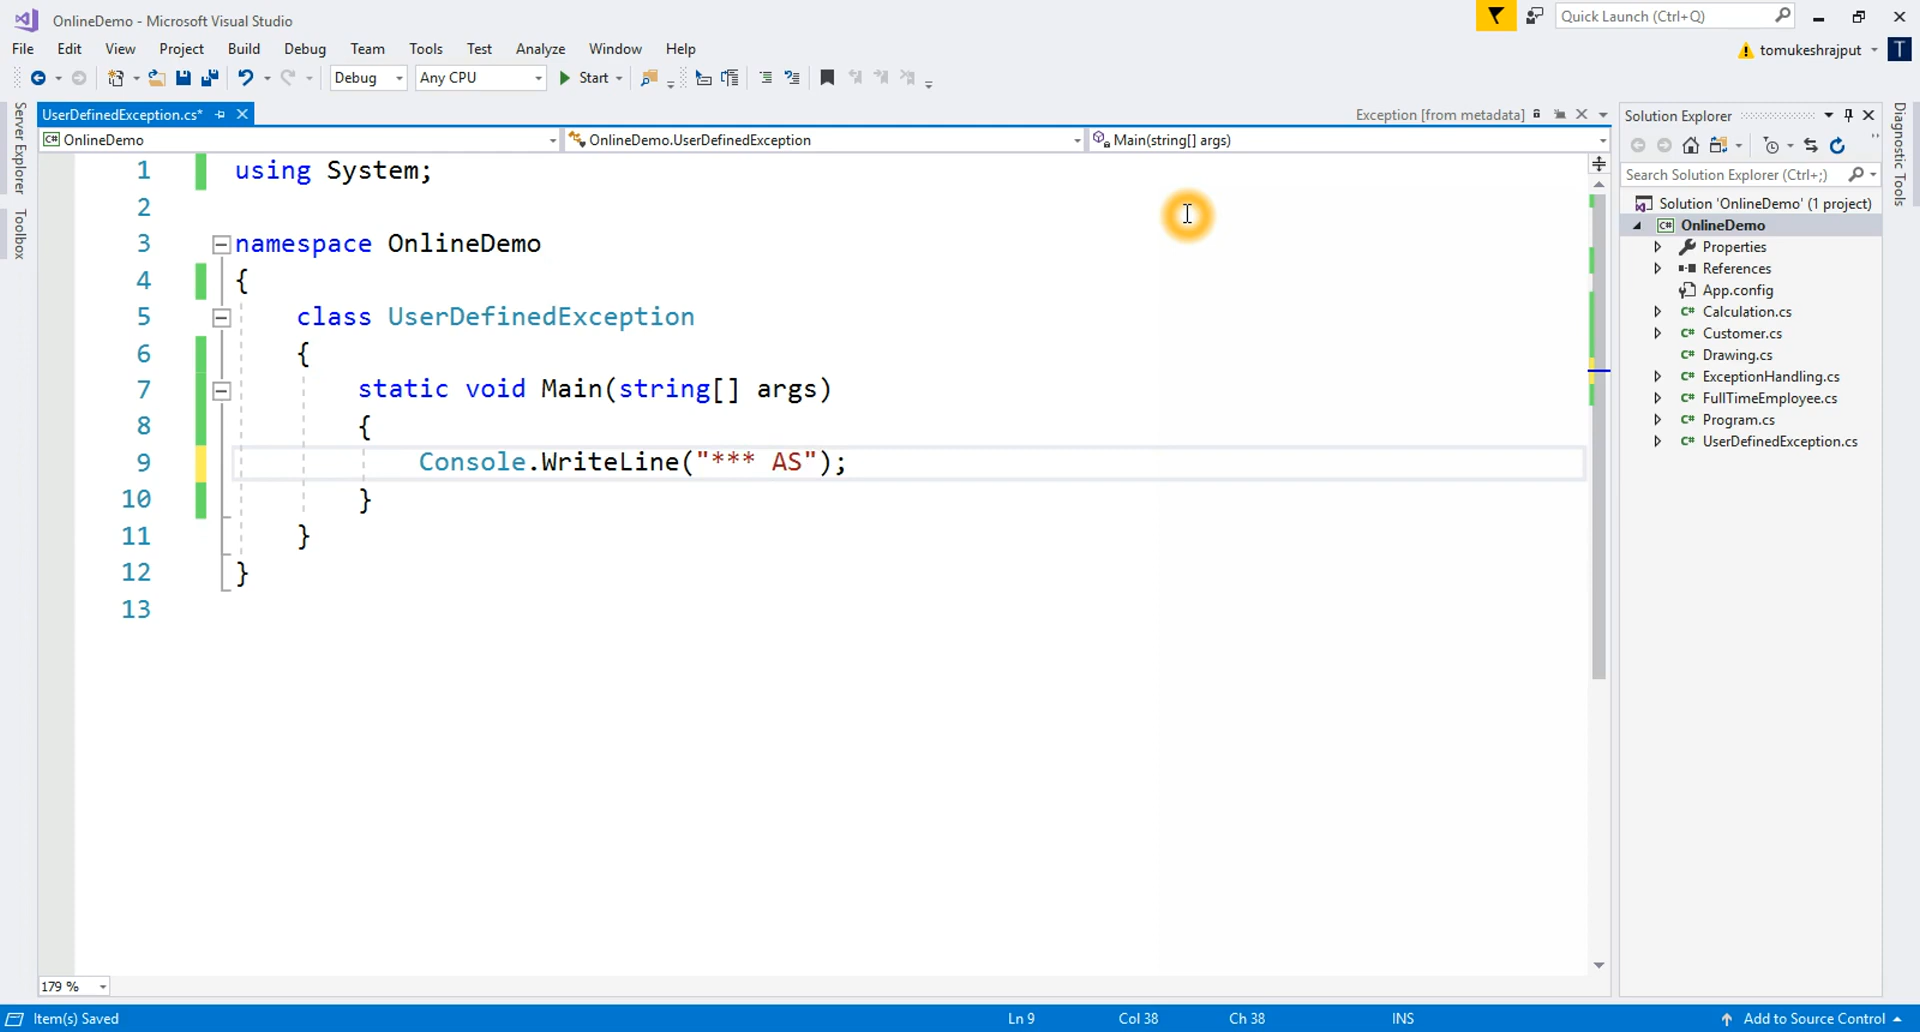 OnlineDemo - Microsoft Visual Studio
Quick Launch (Ctrl+Q)
File Edit View Project Build Debug Team Tools Test Analyze Window Help
tomukeshrajput T
Debug Any CPU Start
UserDefinedException.cs*
Exception [from metadata]
C# OnlineDemo
OnlineDemo.UserDefinedException
Main(string[] args)
Server Explorer
Toolbox
1 using System;
2
3 namespace OnlineDemo
4 {
5 class UserDefinedException
6 {
7 static void Main(string[] args)
8 {
9 Console.WriteLine("*** AS");
10 }
11 }
12 }
13
Solution Explorer
Search Solution Explorer (Ctrl+;)
Solution 'OnlineDemo' (1 project)
C# OnlineDemo
Properties
References
App.config
C# Calculation.cs
C# Customer.cs
C# Drawing.cs
C# ExceptionHandling.cs
C# FullTimeEmployee.cs
C# Program.cs
C# UserDefinedException.cs
Diagnostic Tools
179 %
Item(s) Saved
Ln 9 Col 38 Ch 38 INS
Add to Source Control